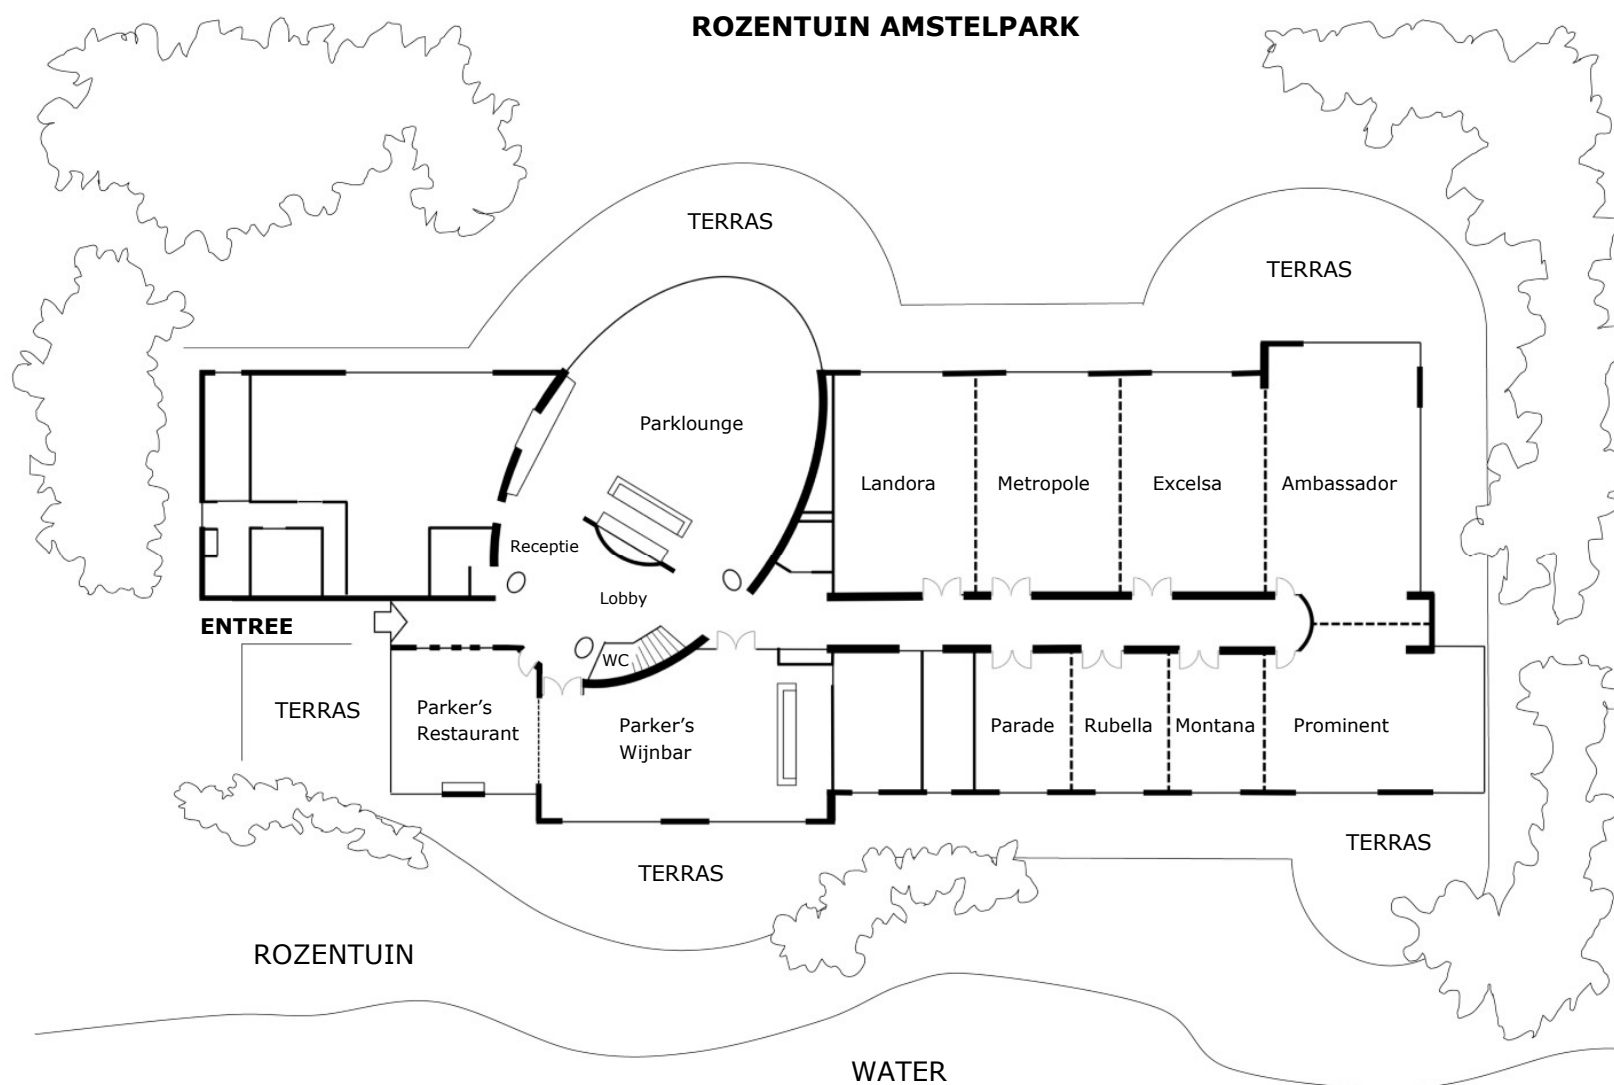 ROZENTUIN AMSTELPARK
TERRAS
TERRAS
Parklounge
Landora
Metropole
Excelsa
Ambassador
Receptie
Lobby
ENTREE
WC
TERRAS
Parker’s
Restaurant
Parker’s
Wijnbar
Parade
Rubella
Montana
Prominent
TERRAS
TERRAS
ROZENTUIN
WATER